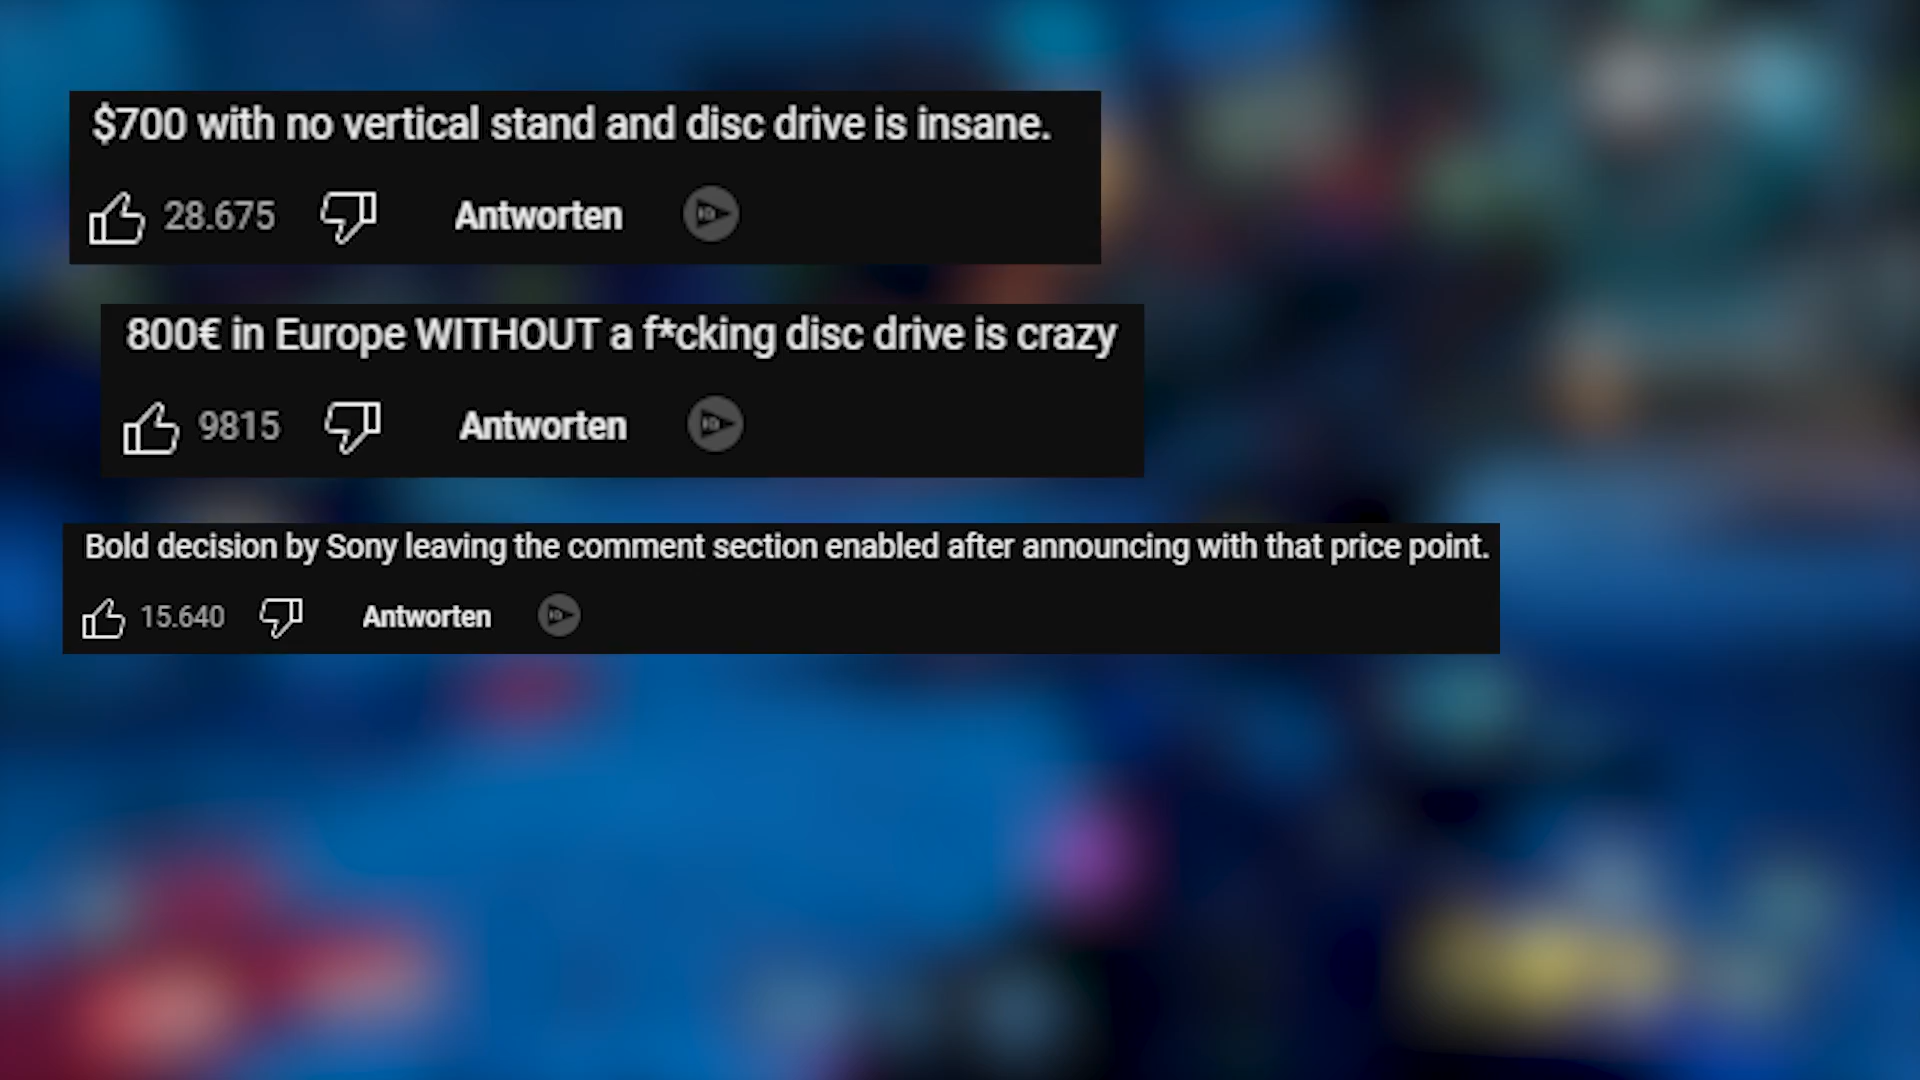 $700 with no vertical stand and disc drive is insane.
28.675 Antworten
800€ in Europe WITHOUT a f*cking disc drive is crazy
9815 Antworten
Bold decision by Sony leaving the comment section enabled after announcing with that price point.
15.640 Antworten